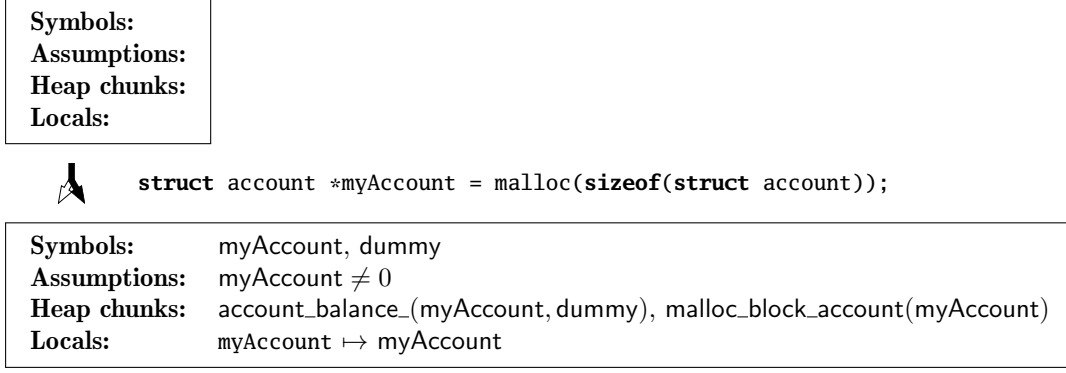 Symbols:
Assumptions:
Heap chunks:
Locals:
struct account *myAccount = malloc(sizeof(struct account));
Symbols: myAccount, dummy
Assumptions: myAccount ≠ 0
Heap chunks: account_balance_(myAccount, dummy), malloc_block_account(myAccount)
Locals: myAccount ↦ myAccount